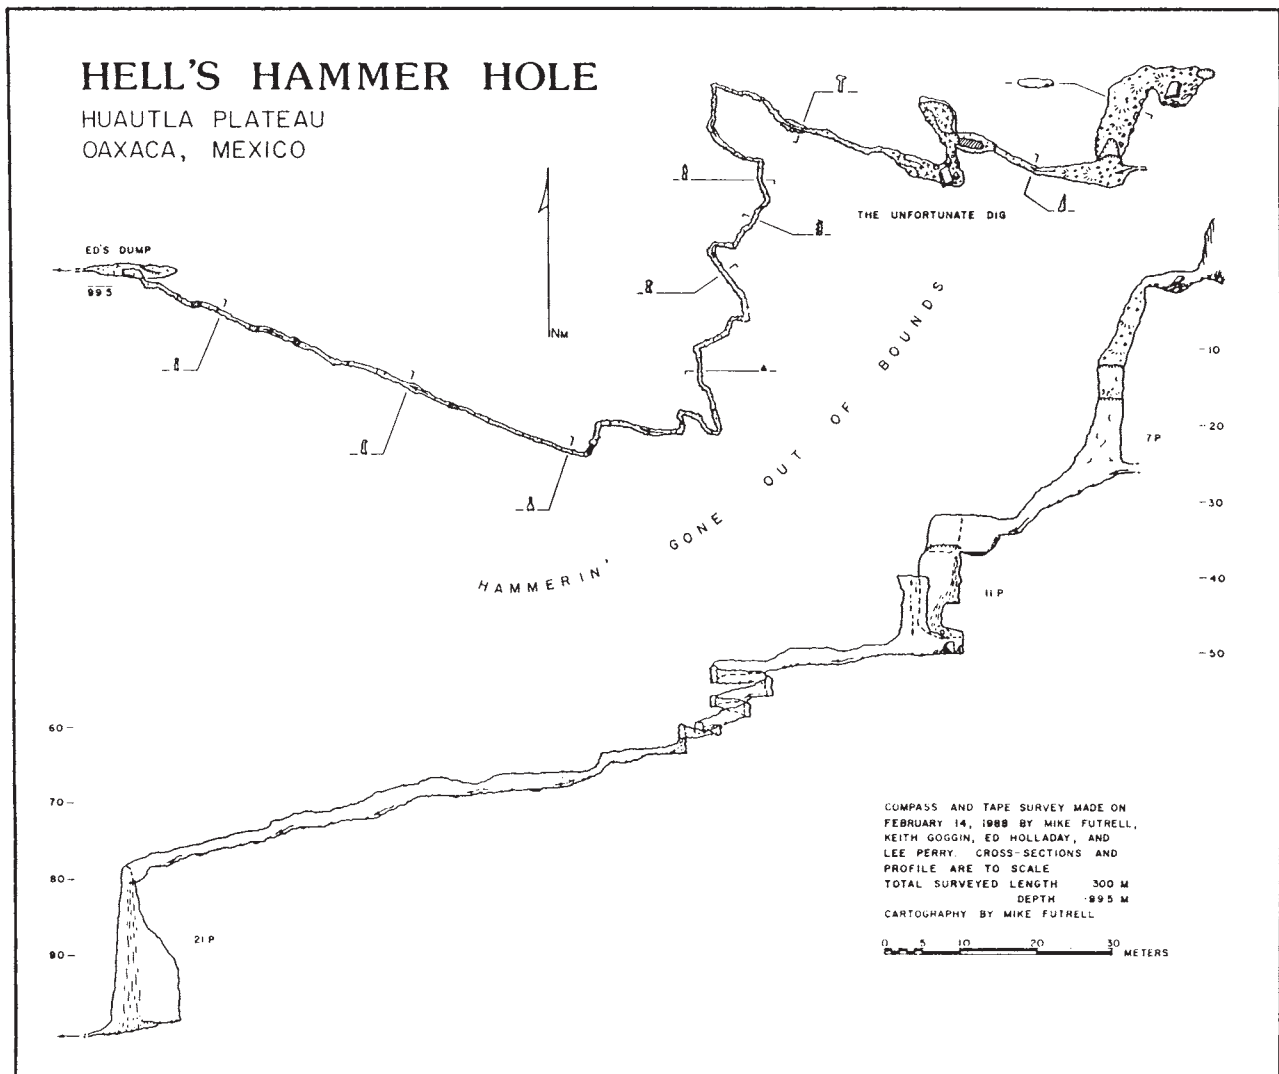 HELL'S HAMMER HOLE
HUAUTLA PLATEAU
OAXACA, MEXICO
ED'S DUMP
99.5
NM
THE UNFORTUNATE DIG
HAMMERIN' GONE OUT OF BOUNDS
-10
-20
-30
-40
-50
7P
11P
60-
70-
80-
90-
21P
COMPASS AND TAPE SURVEY MADE ON
FEBRUARY 14, 1988 BY MIKE FUTRELL,
KEITH GOGGIN, ED HOLLADAY, AND
LEE PERRY. CROSS-SECTIONS AND
PROFILE ARE TO SCALE
TOTAL SURVEYED LENGTH 300 M
DEPTH -99.5 M
CARTOGRAPHY BY MIKE FUTRELL
0 5 10 20 30
METERS